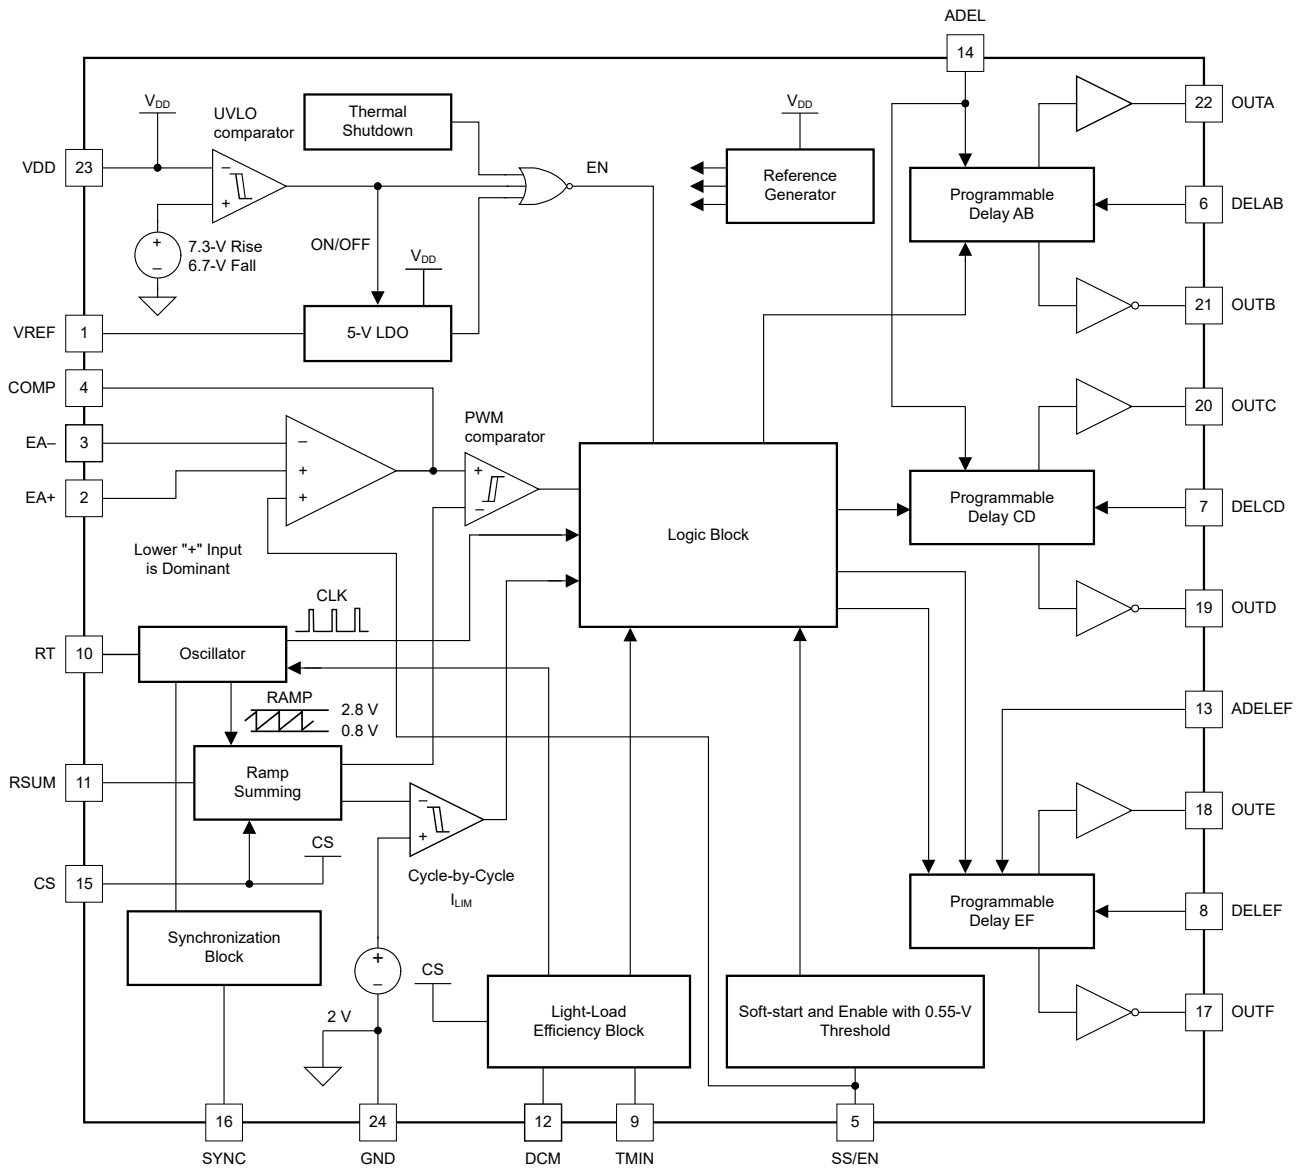 ADEL
14
V_DD
UVLO
comparator
Thermal
Shutdown
V_DD
22
OUTA
VDD
23
−
+
EN
Reference
Generator
Programmable
Delay AB
6
DELAB
+
−
7.3-V Rise
6.7-V Fall
ON/OFF
V_DD
21
OUTB
VREF
1
5-V LDO
COMP
4
20
OUTC
PWM
comparator
EA–
3
−
+
+
EA+
2
+
−
Logic Block
Programmable
Delay CD
7
DELCD
Lower "+" Input
is Dominant
CLK
19
OUTD
RT
10
Oscillator
RAMP
2.8 V
0.8 V
13
ADELEF
RSUM
11
Ramp
Summing
−
+
18
OUTE
CS
CS
15
Cycle-by-Cycle
I_LIM
Programmable
Delay EF
8
DELEF
Synchronization
Block
+
−
CS
2 V
Light-Load
Efficiency Block
Soft-start and Enable with 0.55-V
Threshold
17
OUTF
16
24
12
9
5
SYNC
GND
DCM
TMIN
SS/EN